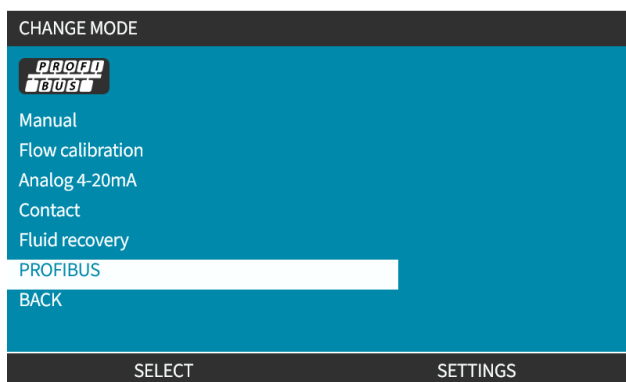 CHANGE MODE
PROFI
BUS
Manual
Flow calibration
Analog 4-20mA
Contact
Fluid recovery
PROFIBUS
BACK
SELECT SETTINGS